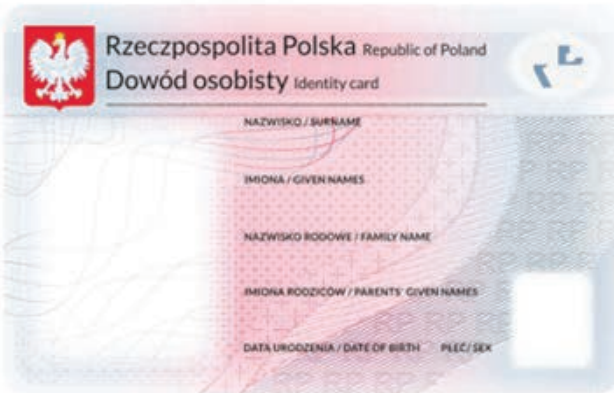 Rzeczpospolita Polska Republic of Poland
Dowód osobisty Identity card
NAZWISKO / SURNAME
IMIONA / GIVEN NAMES
NAZWISKO RODOWE / FAMILY NAME
IMIONA RODZICÓW / PARENTS' GIVEN NAMES
DATA URODZENIA / DATE OF BIRTH PŁEĆ / SEX